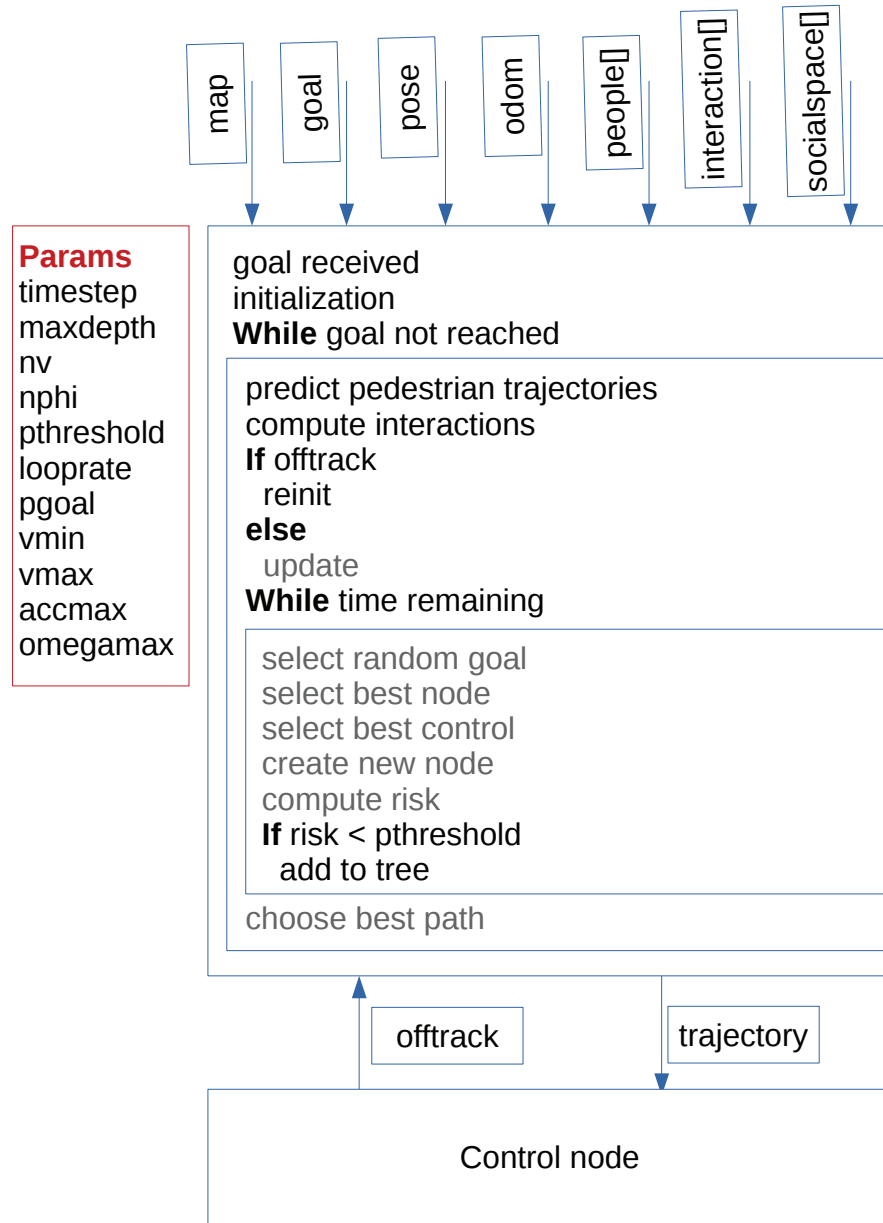 map
goal
pose
odom
people[]
interaction[]
socialspace[]
Params
timestep
maxdepth
nv
nphi
pthreshold
looprate
pgoal
vmin
vmax
accmax
omegamax
goal received
initialization
While goal not reached
predict pedestrian trajectories
compute interactions
If offtrack
reinit
else
update
While time remaining
select random goal
select best node
select best control
create new node
compute risk
If risk < pthreshold
add to tree
choose best path
offtrack
trajectory
Control node